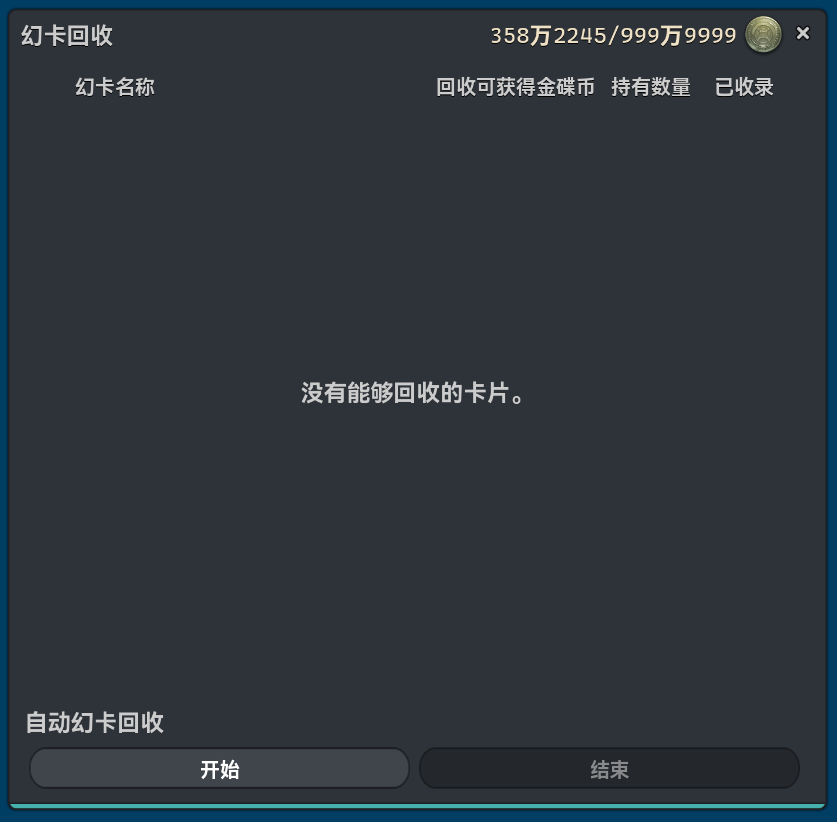 幻卡回收 358万2245/999万9999
幻卡名称 回收可获得金碟币 持有数量 已收录
没有能够回收的卡片。
自动幻卡回收
开始 结束